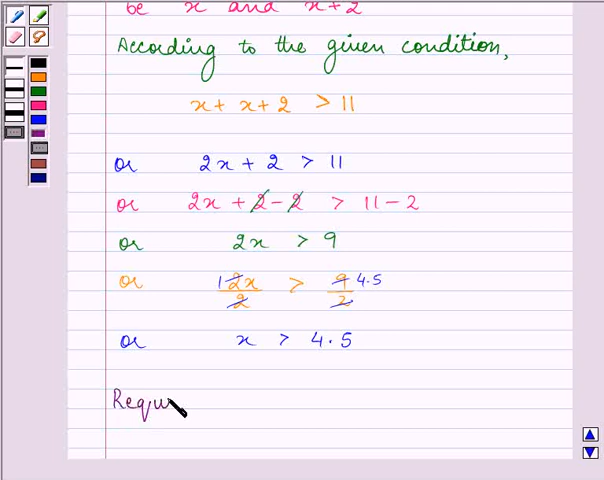 be x and x+2
According to the given condition,
x + x + 2 > 11
or 2x + 2 > 11
or 2x + 2 - 2 > 11 - 2
or 2x > 9
or 1 2x/2 > 9/2 4.5
or x > 4.5
Requ